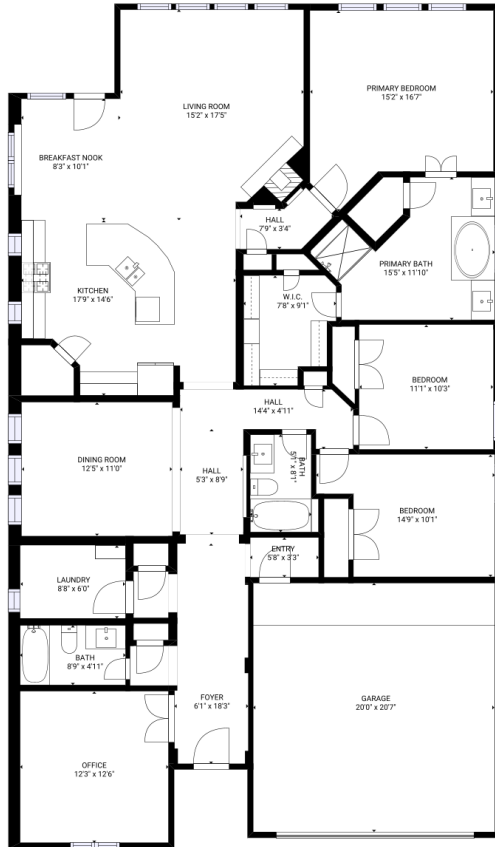 PRIMARY BEDROOM
15'2" x 16'7"
LIVING ROOM
15'2" x 17'5"
BREAKFAST NOOK
8'3" x 10'1"
HALL
7'9" x 3'4"
PRIMARY BATH
15'5" x 11'10"
KITCHEN
17'9" x 14'6"
W.I.C.
7'8" x 9'1"
BEDROOM
11'1" x 10'3"
HALL
14'4" x 4'11"
DINING ROOM
12'5" x 11'0"
HALL
5'3" x 8'9"
BATH
5'1" x 8'1"
BEDROOM
14'9" x 10'1"
ENTRY
5'8" x 3'3"
LAUNDRY
8'8" x 6'0"
BATH
8'9" x 4'11"
FOYER
6'1" x 18'3"
GARAGE
20'0" x 20'7"
OFFICE
12'3" x 12'6"